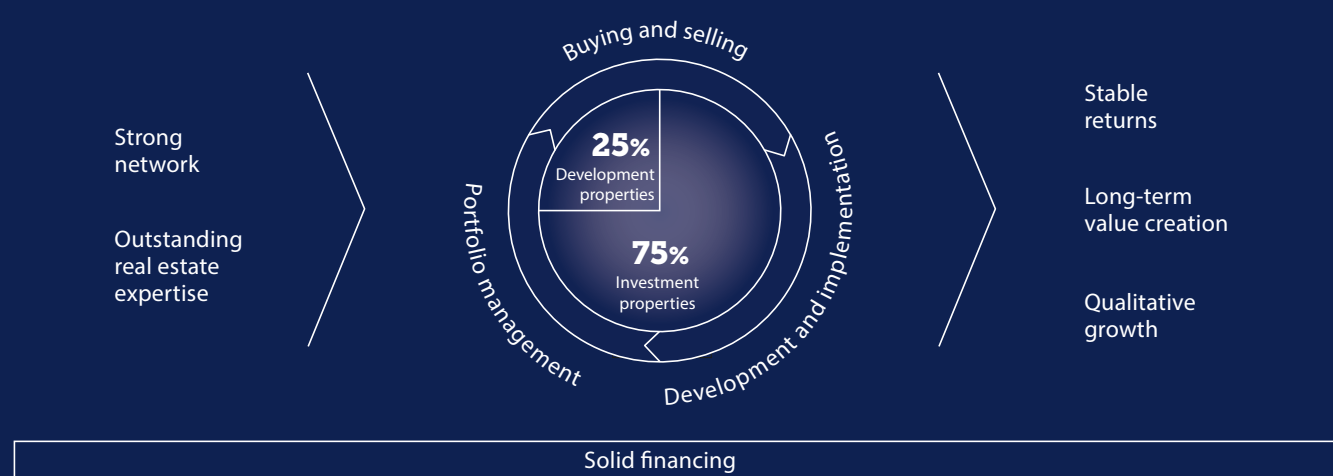 Strong
network
Outstanding
real estate
expertise
Buying and selling
25%
Development
properties
75%
Investment
properties
Portfolio management
Development and implementation
Stable
returns
Long-term
value creation
Qualitative
growth
Solid financing